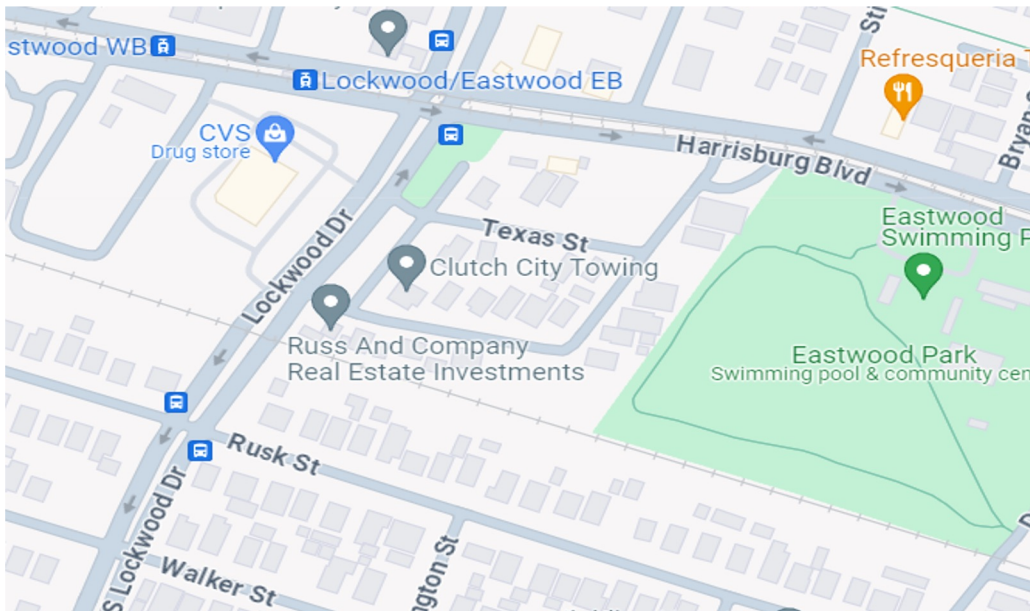 stwood WB
Lockwood/Eastwood EB
Refresqueria
CVS
Drug store
Harrisburg Blvd
Bryan S
Eastwood
Swimming P
Texas St
Lockwood Dr
Clutch City Towing
Russ And Company
Real Estate Investments
Eastwood Park
Swimming pool & community cen
Rusk St
S Lockwood Dr
Walker St
ngton St